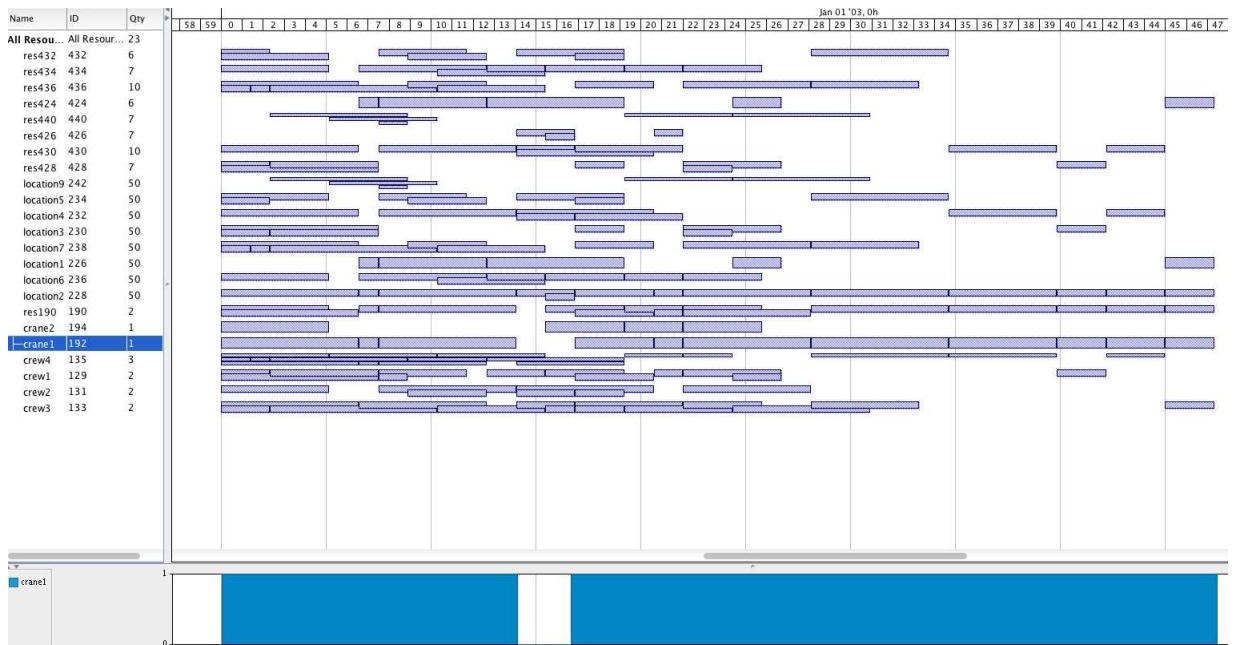 Jan 01 '03, 0h
Name ID Qty
58 59 0 1 2 3 4 5 6 7 8 9 10 11 12 13 14 15 16 17 18 19 20 21 22 23 24 25 26 27 28 29 30 31 32 33 34 35 36 37 38 39 40 41 42 43 44 45 46 47
All Resou... All Resour... 23
res432 432 6
res434 434 7
res436 436 10
res424 424 6
res440 440 7
res426 426 7
res430 430 10
res428 428 7
location9 242 50
location5 234 50
location4 232 50
location3 230 50
location7 238 50
location1 226 50
location6 236 50
location2 228 50
res190 190 2
crane2 194 1
crane1 192 1
crew4 135 3
crew1 129 2
crew2 131 2
crew3 133 2
1
crane1
0